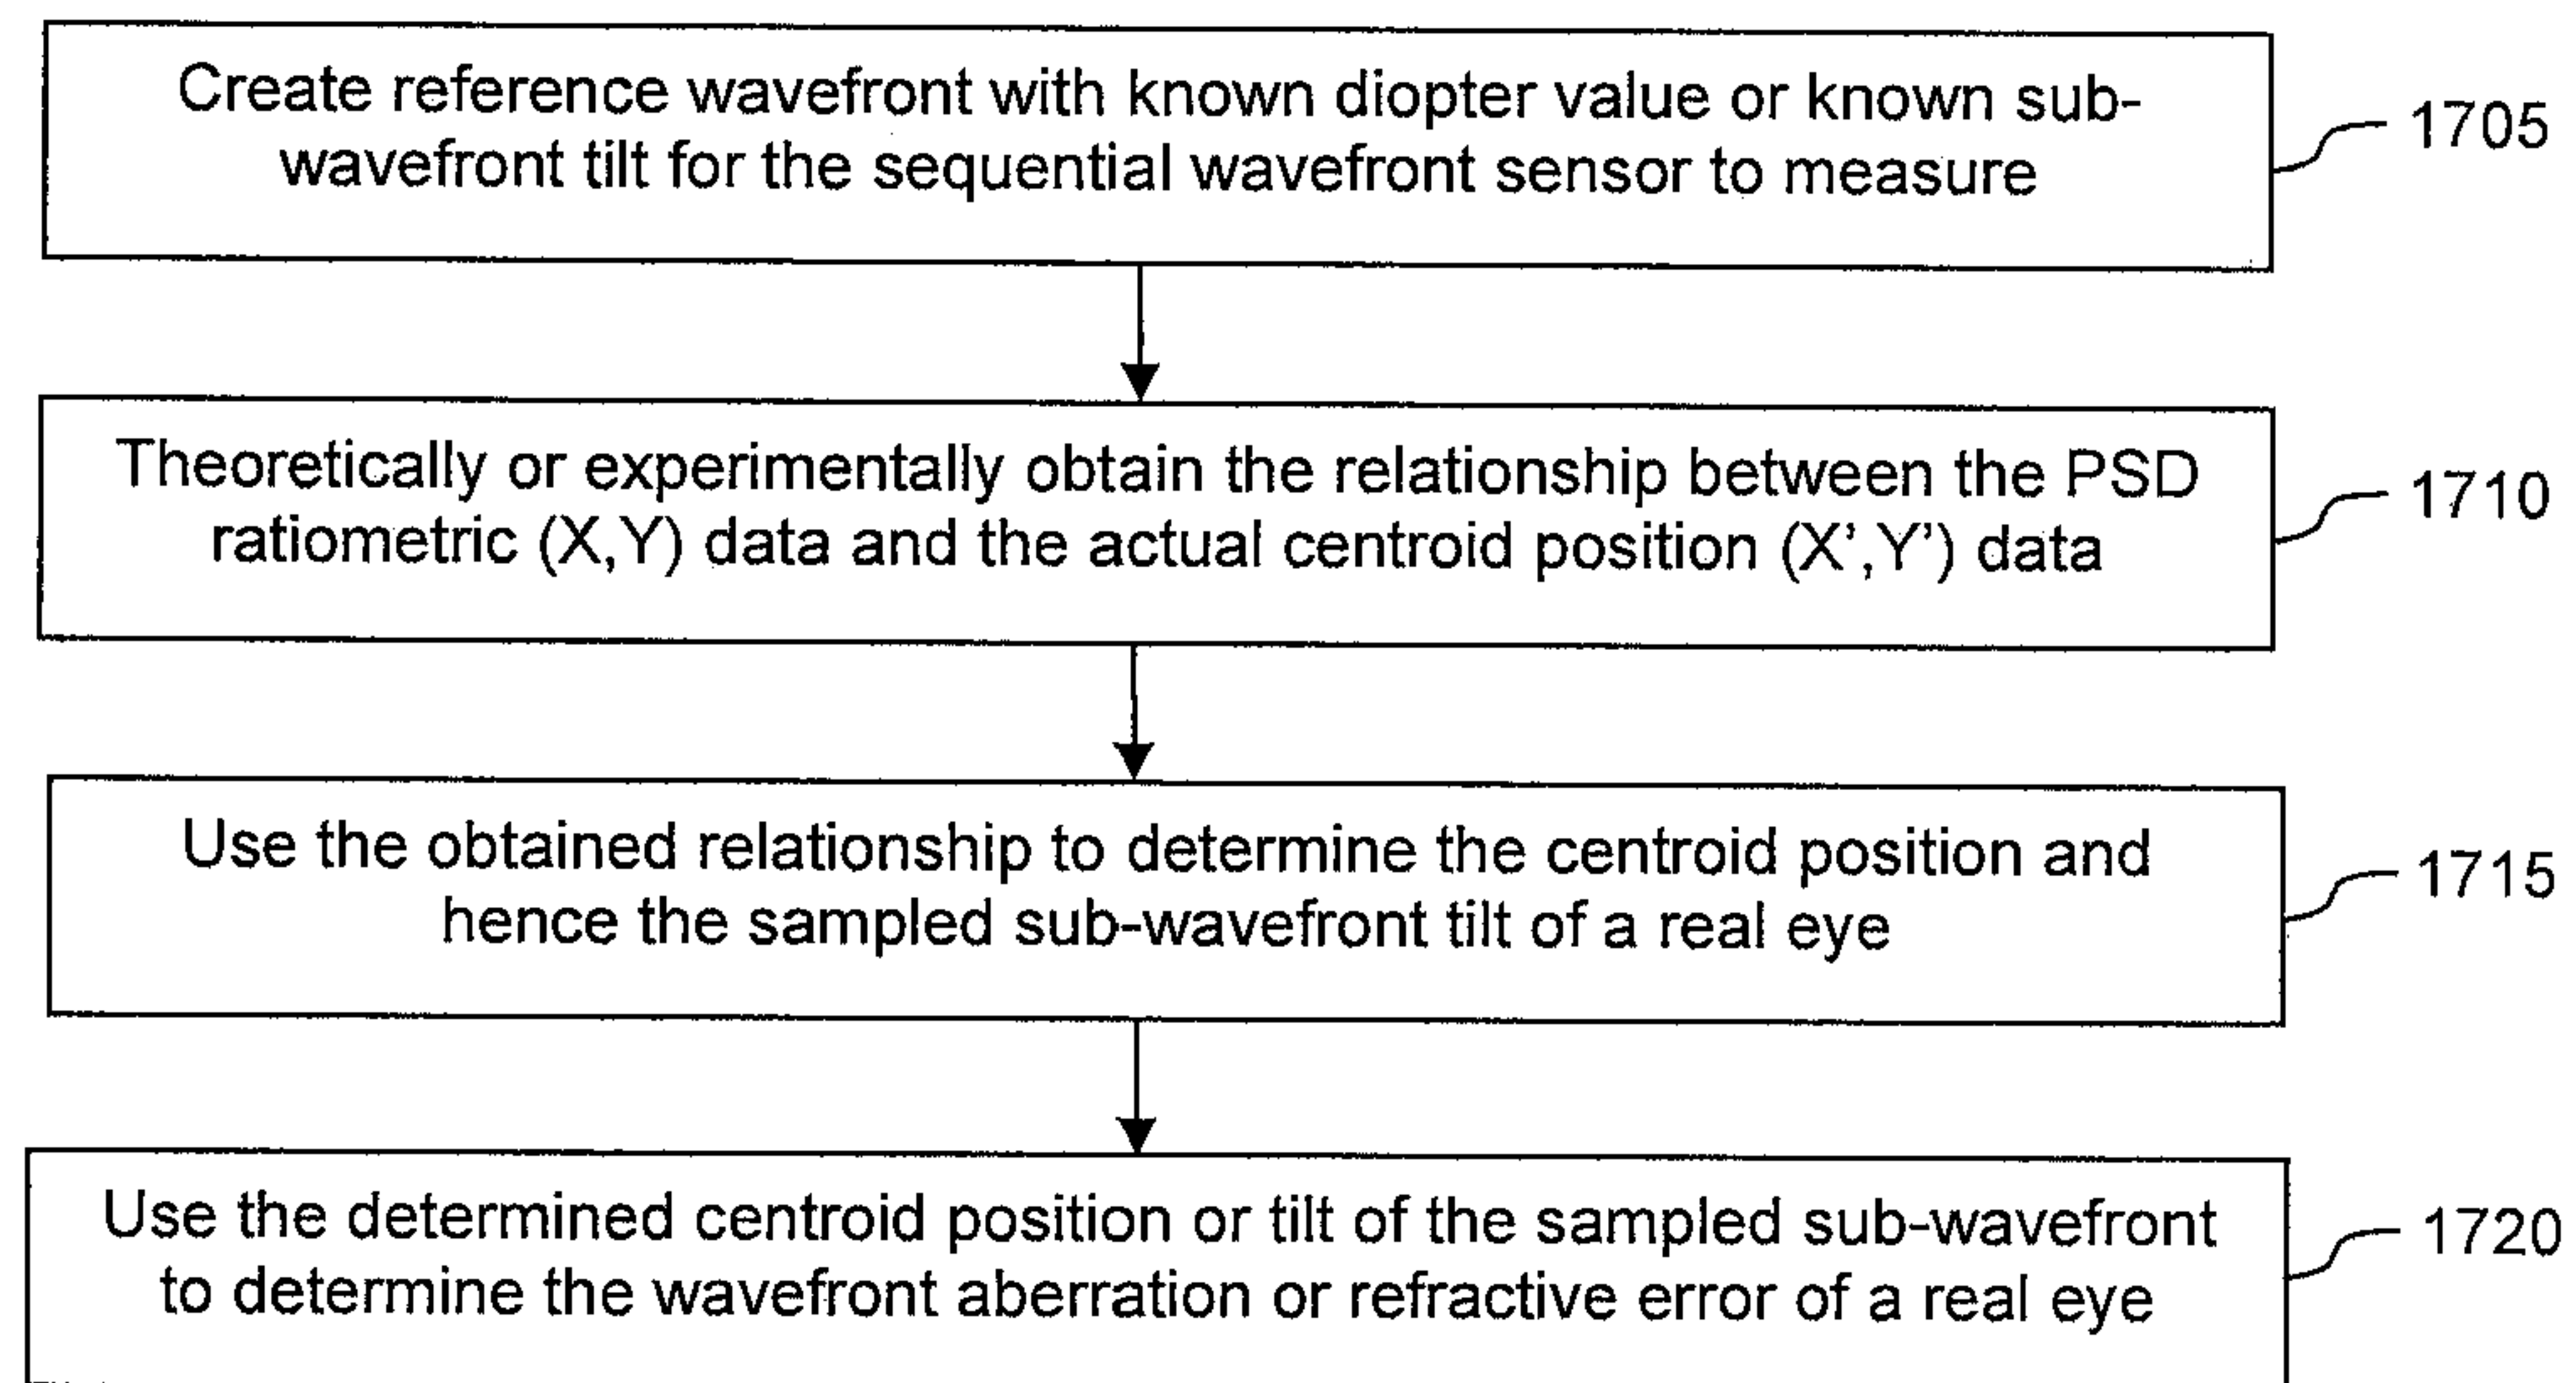 Create reference wavefront with known diopter value or known sub-
wavefront tilt for the sequential wavefront sensor to measure
1705
Theoretically or experimentally obtain the relationship between the PSD
ratiometric (X,Y) data and the actual centroid position (X’,Y’) data
1710
Use the obtained relationship to determine the centroid position and
hence the sampled sub-wavefront tilt of a real eye
1715
Use the determined centroid position or tilt of the sampled sub-wavefront
to determine the wavefront aberration or refractive error of a real eye
1720